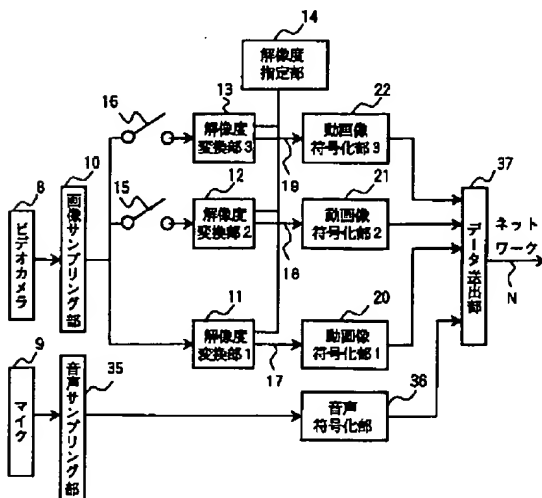 14
解像度
指定部
16
13
解像度
変換部3
22
動画像
符号化部3
19
37
10
8
ビデオカメラ
画像サンプリング部
15
12
解像度
変換部2
21
動画像
符号化部2
18
データ送出部
ネット
ワーク
N
11
解像度
変換部1
20
動画像
符号化部1
17
9
マイク
35
音声サンプリング部
36
音声
符号化部